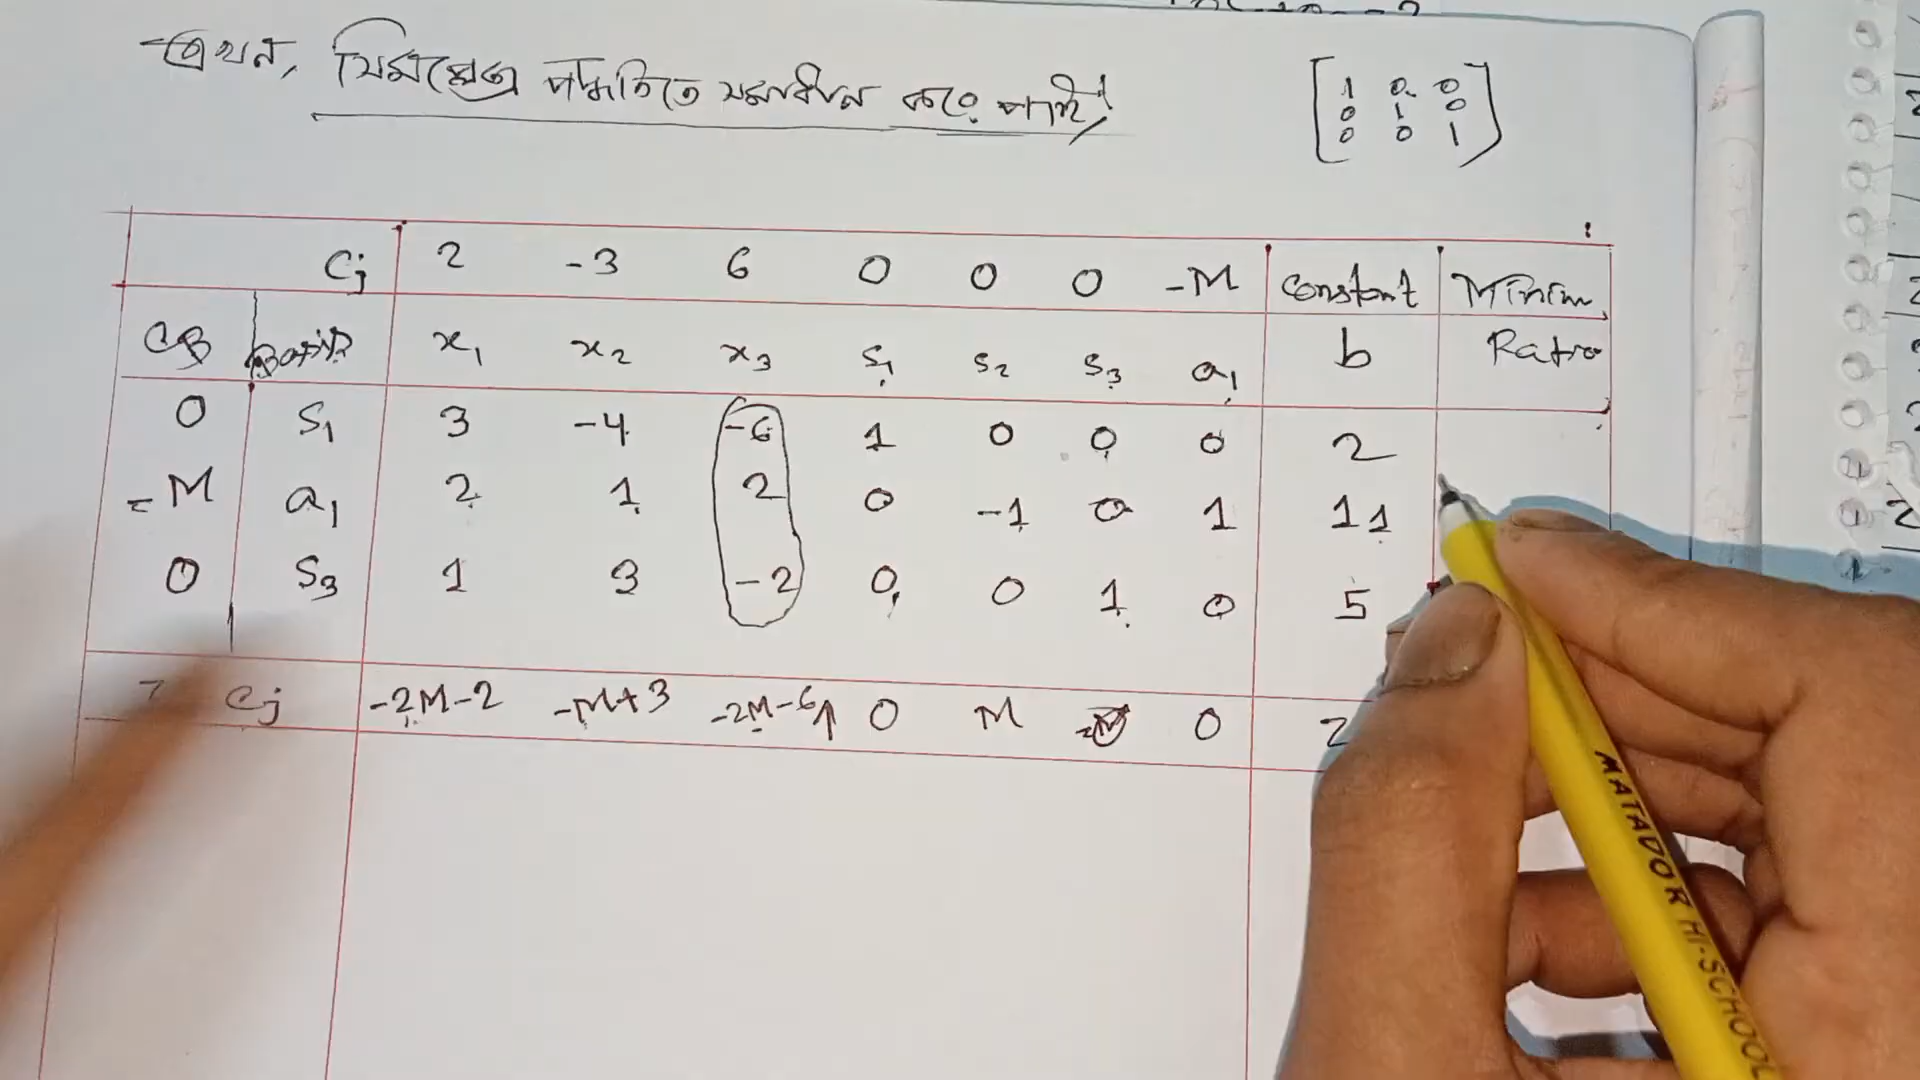 এখন, সিমপ্লেক্স পদ্ধতিতে সমাধান করে পাই!
1 0 0
0 1 0
0 0 1
Cj 2 -3 6 0 0 0 -M Constant Minim
CB Basis x1 x2 x3 S1 S2 S3 a1 b Ratio
0 S1 3 -4 -6 1 0 0 0 2
-M a1 2 1 2 0 -1 0 1 11
0 S3 1 3 -2 0 0 1 0 5
Cj -2M-2 -M+3 -2M-6↑ 0 M 0
MATADOR HI-SCHOOL